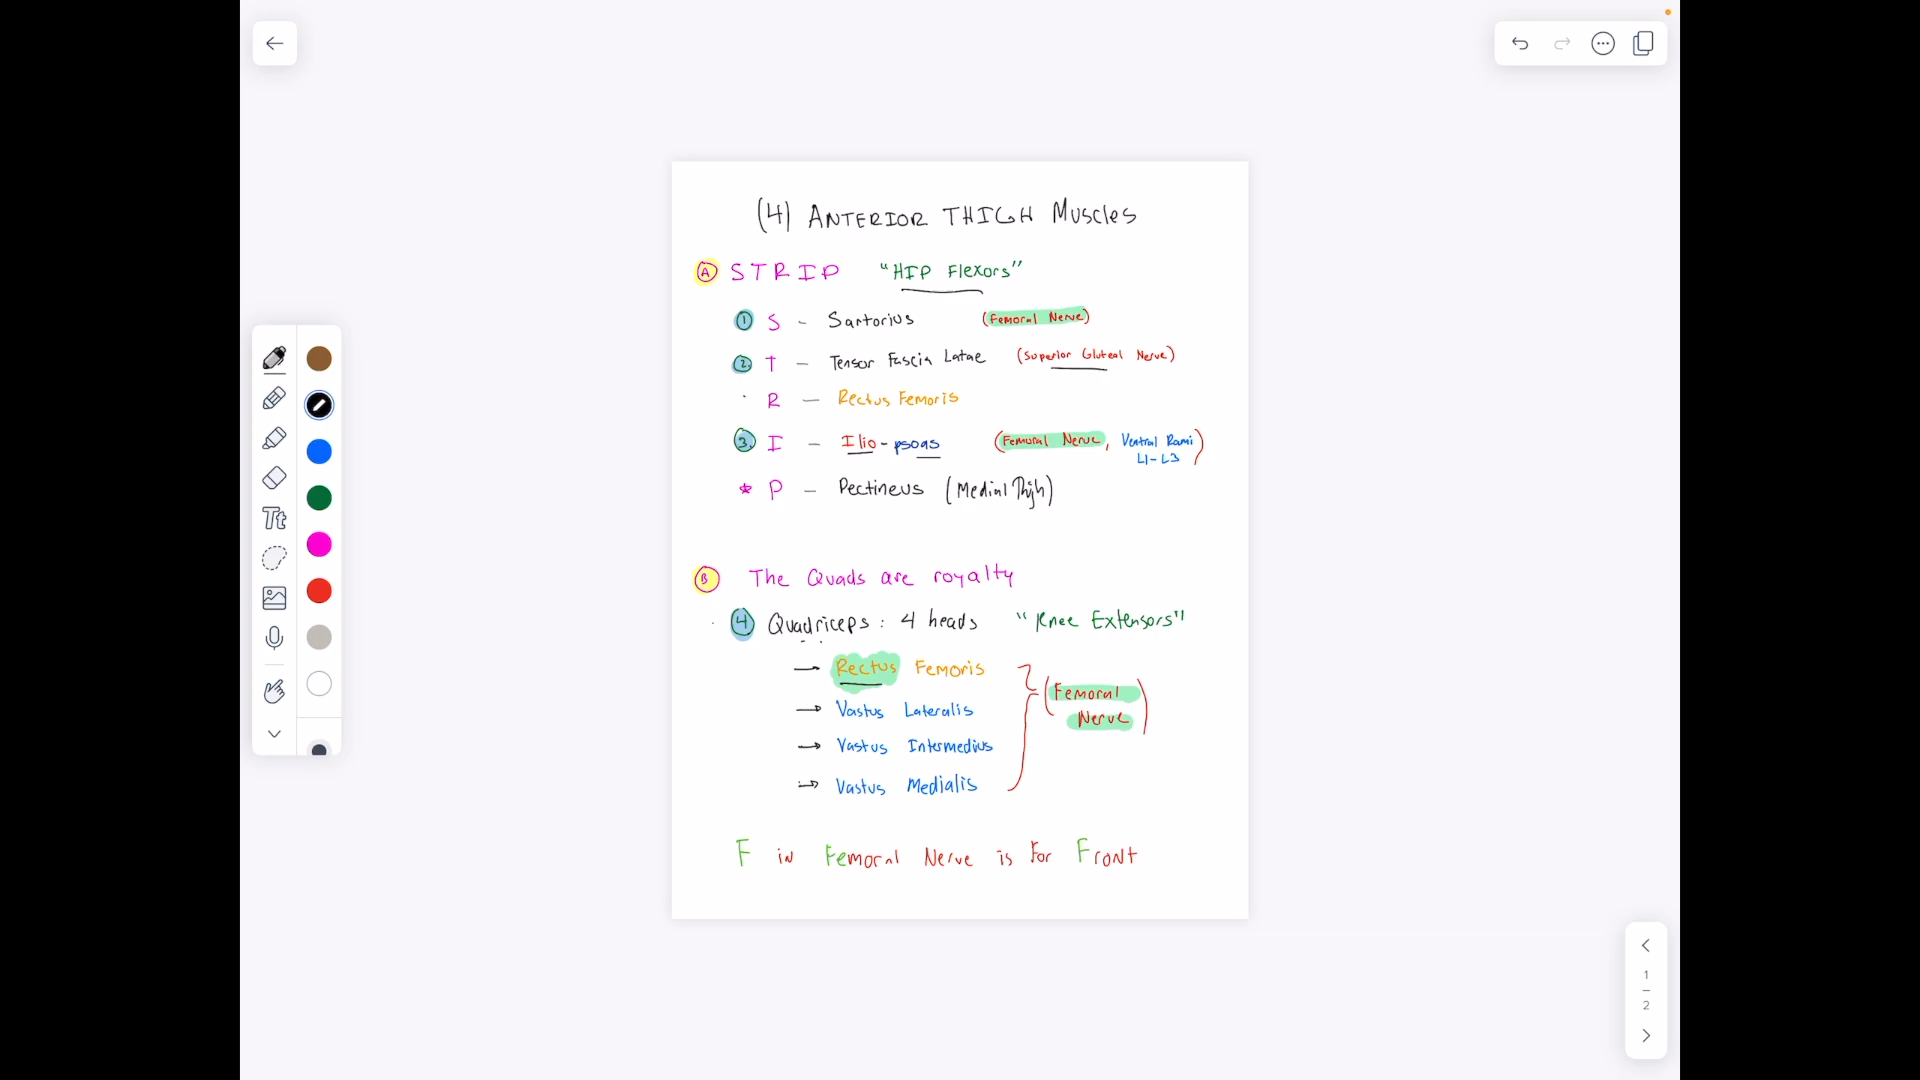 (4) ANTERIOR THIGH Muscles
A STRIP "HIP Flexors"
1 S - Sartorius (Femoral Nerve)
2. T - Tensor Fascia Latae (Superior Gluteal Nerve)
R - Rectus Femoris
3. I - Ilio-psoas (Femoral Nerve, Ventral Rami
L1-L3)
* P - Pectineus (Medial Thigh)
B The Quads are royalty
4 Quadriceps: 4 heads "Knee Extensors"
→ Rectus Femoris
(Femoral
→ Vastus Lateralis
Nerve)
→ Vastus Intermedius
→ Vastus Medialis
F in Femoral Nerve is For Front
Tt
1
2